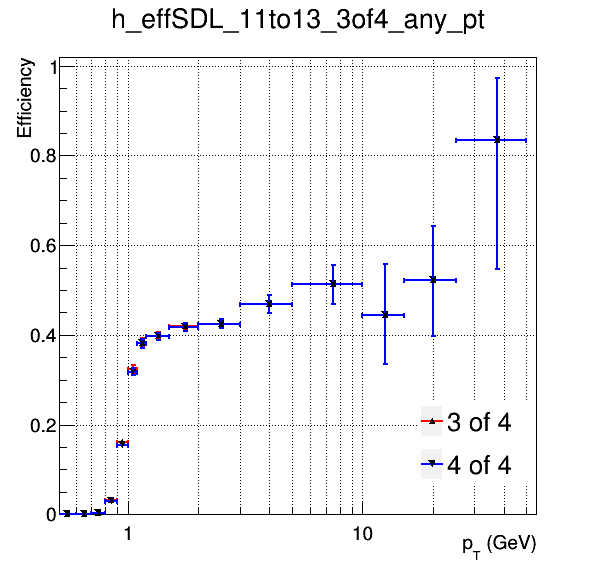 h_effSDL_11to13_3of4_any_pt
Efficiency
1
0.8
0.6
0.4
0.2
0
3 of 4
4 of 4
1
10
p_T (GeV)